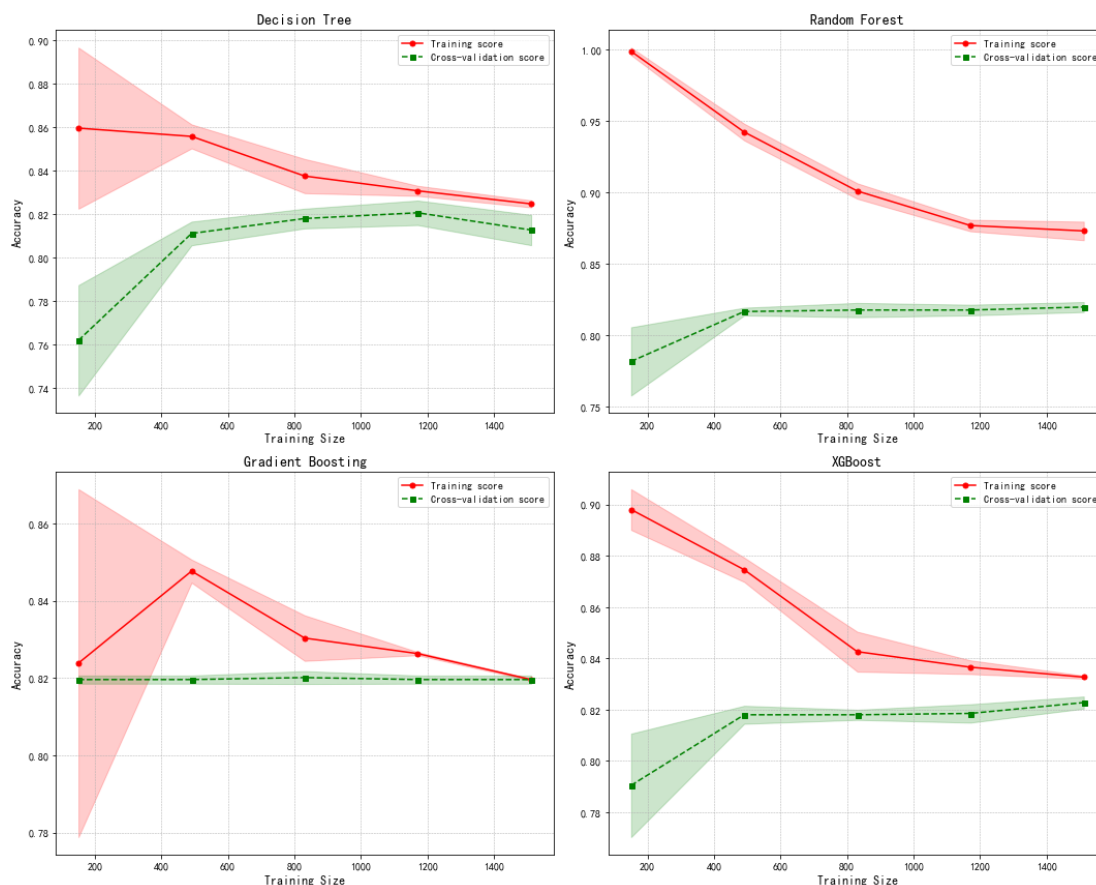 Decision Tree
Training score
Cross-validation score
0.90
0.88
0.86
0.84
0.82
0.80
0.78
0.76
0.74
Accuracy
200
400
600
800
1000
1200
1400
Training Size
Random Forest
Training score
Cross-validation score
1.00
0.95
0.90
0.85
0.80
0.75
Accuracy
200
400
600
800
1000
1200
1400
Training Size
Gradient Boosting
Training score
Cross-validation score
0.86
0.84
0.82
0.80
0.78
Accuracy
200
400
600
800
1000
1200
1400
Training Size
XGBoost
Training score
Cross-validation score
0.90
0.88
0.86
0.84
0.82
0.80
0.78
Accuracy
200
400
600
800
1000
1200
1400
Training Size